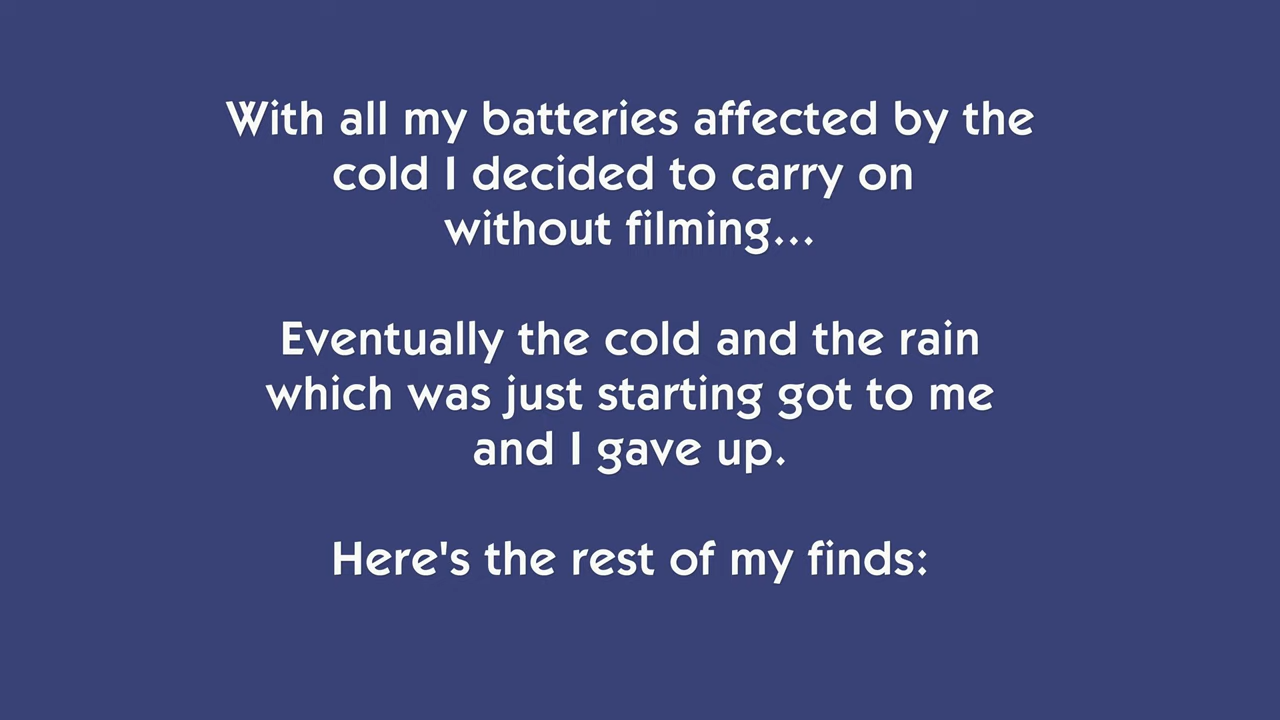 With all my batteries affected by the
cold I decided to carry on
without filming...
Eventually the cold and the rain
which was just starting got to me
and I gave up.
Here's the rest of my finds: